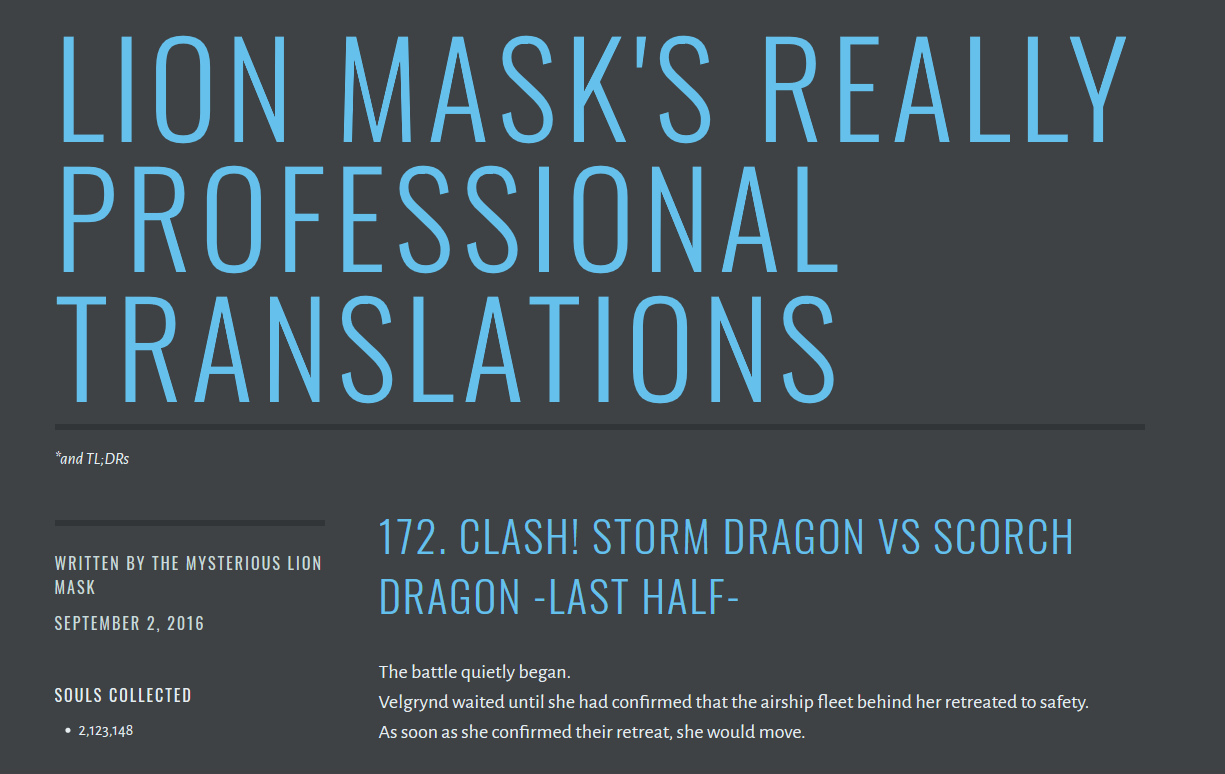 LION MASK'S REALLY
PROFESSIONAL
TRANSLATIONS
*and TL;DRs
WRITTEN BY THE MYSTERIOUS LION
MASK
SEPTEMBER 2, 2016
SOULS COLLECTED
• 2,123,148
172. CLASH! STORM DRAGON VS SCORCH
DRAGON -LAST HALF-
The battle quietly began.
Velgrynd waited until she had confirmed that the airship fleet behind her retreated to safety.
As soon as she confirmed their retreat, she would move.